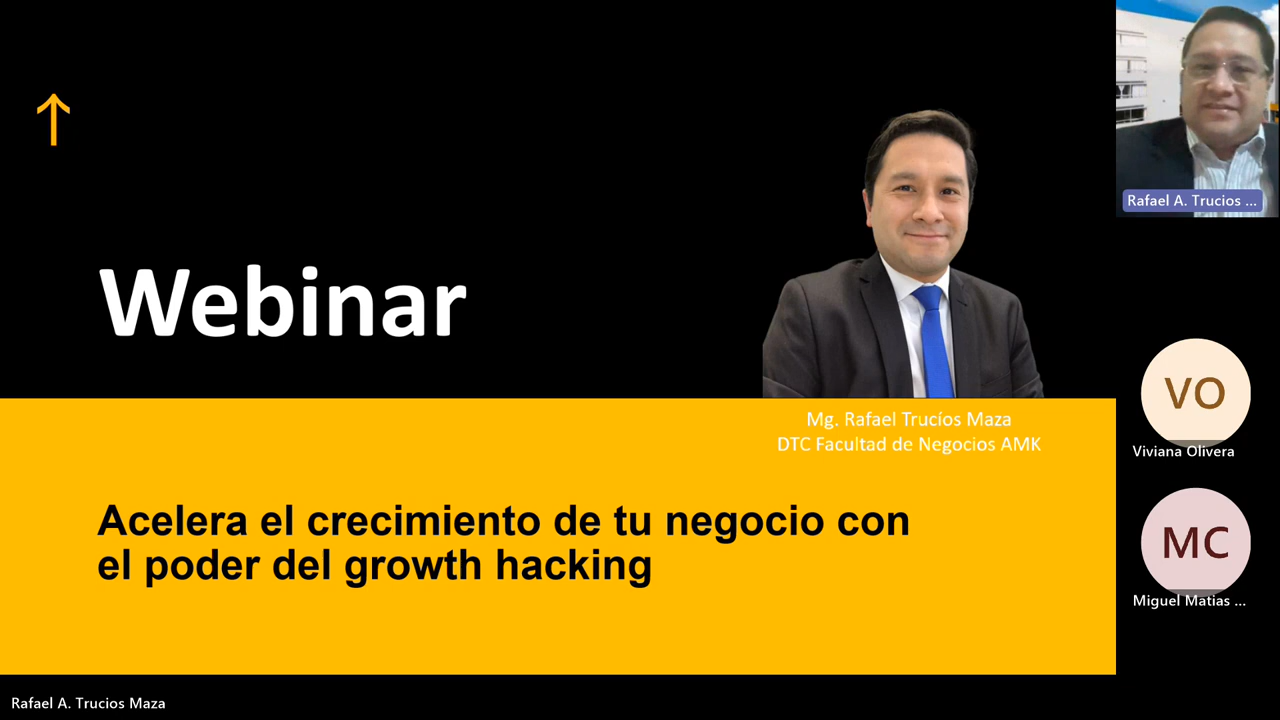 Webinar
Mg. Rafael Trucíos Maza
DTC Facultad de Negocios AMK
Acelera el crecimiento de tu negocio con
el poder del growth hacking
Rafael A. Trucios ...
VO
Viviana Olivera
MC
Miguel Matias ...
Rafael A. Trucios Maza